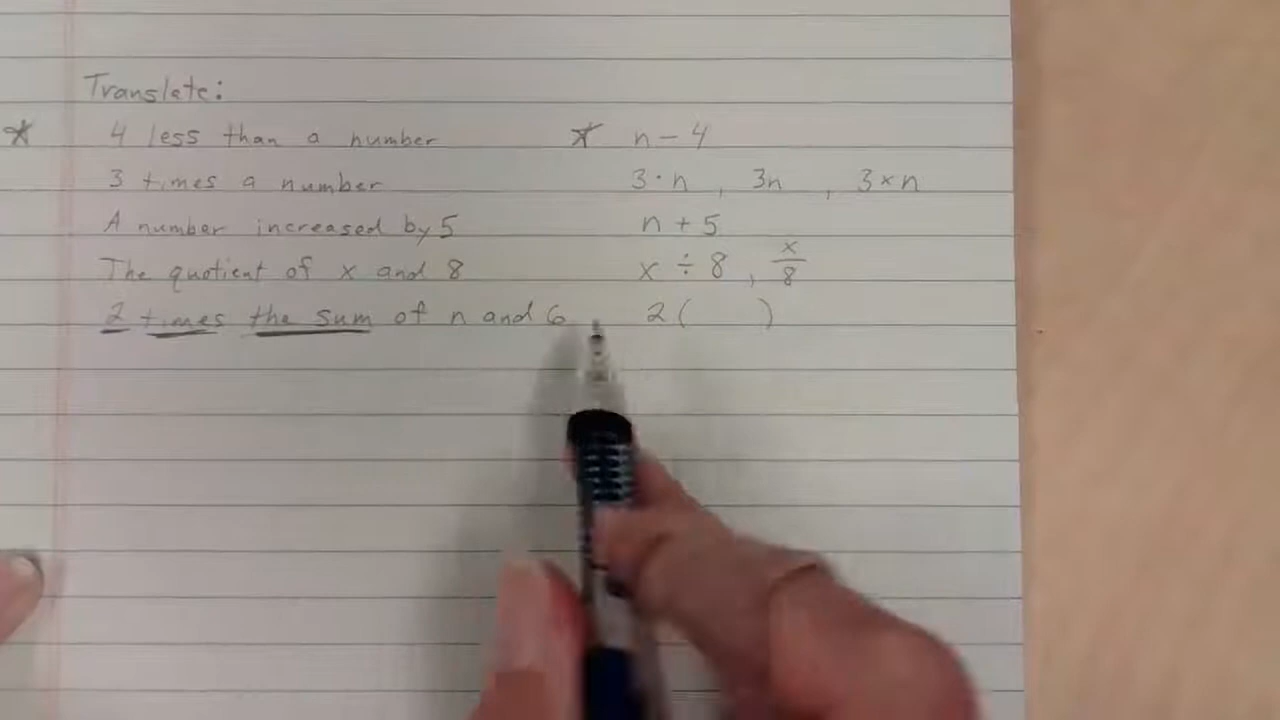 Translate:
* 4 less than a number * n - 4
3 times a number 3 · n , 3n , 3 × n
A number increased by 5 n + 5
The quotient of x and 8 x ÷ 8 , x/8
2 times the sum of n and 6 2 ( )